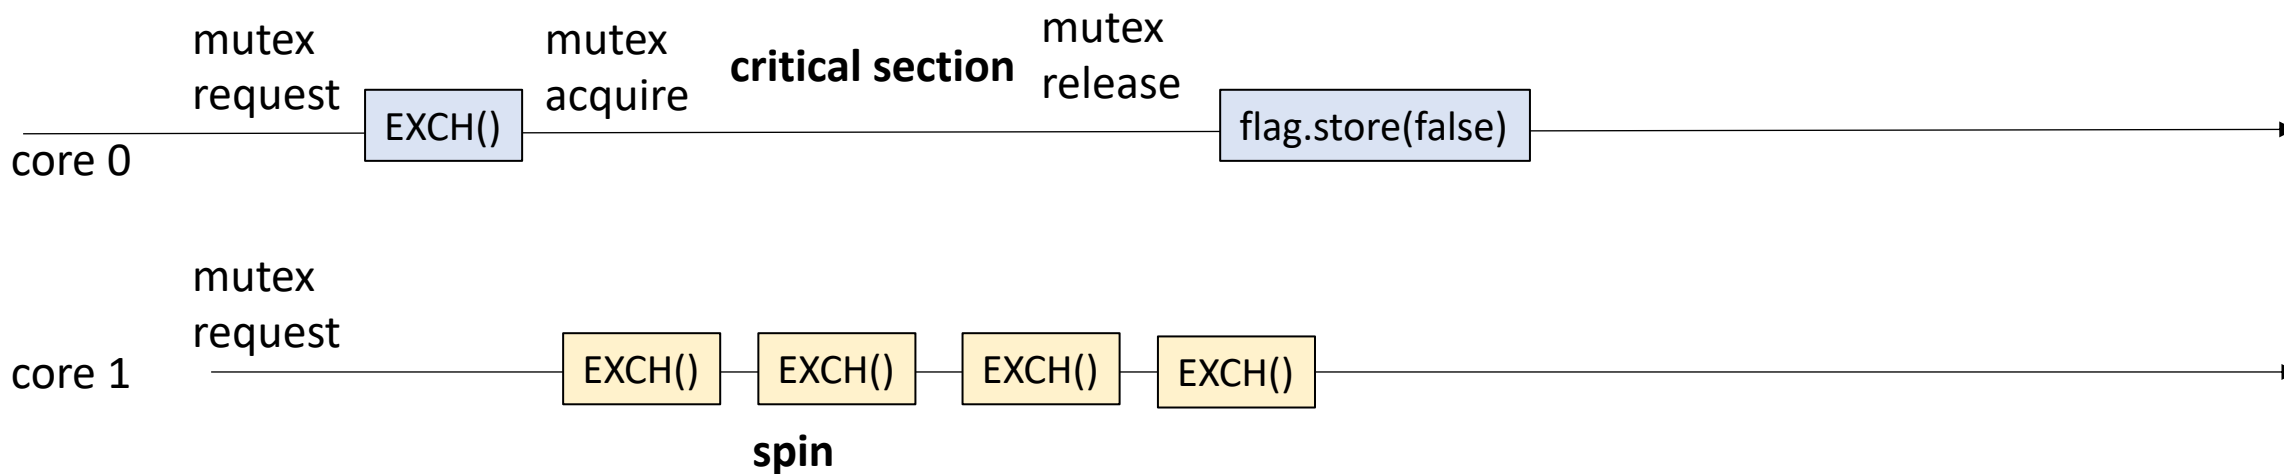 mutex
request
EXCH()
mutex
acquire
critical section
mutex
release
flag.store(false)
core 0
mutex
request
core 1
EXCH()
EXCH()
EXCH()
EXCH()
spin